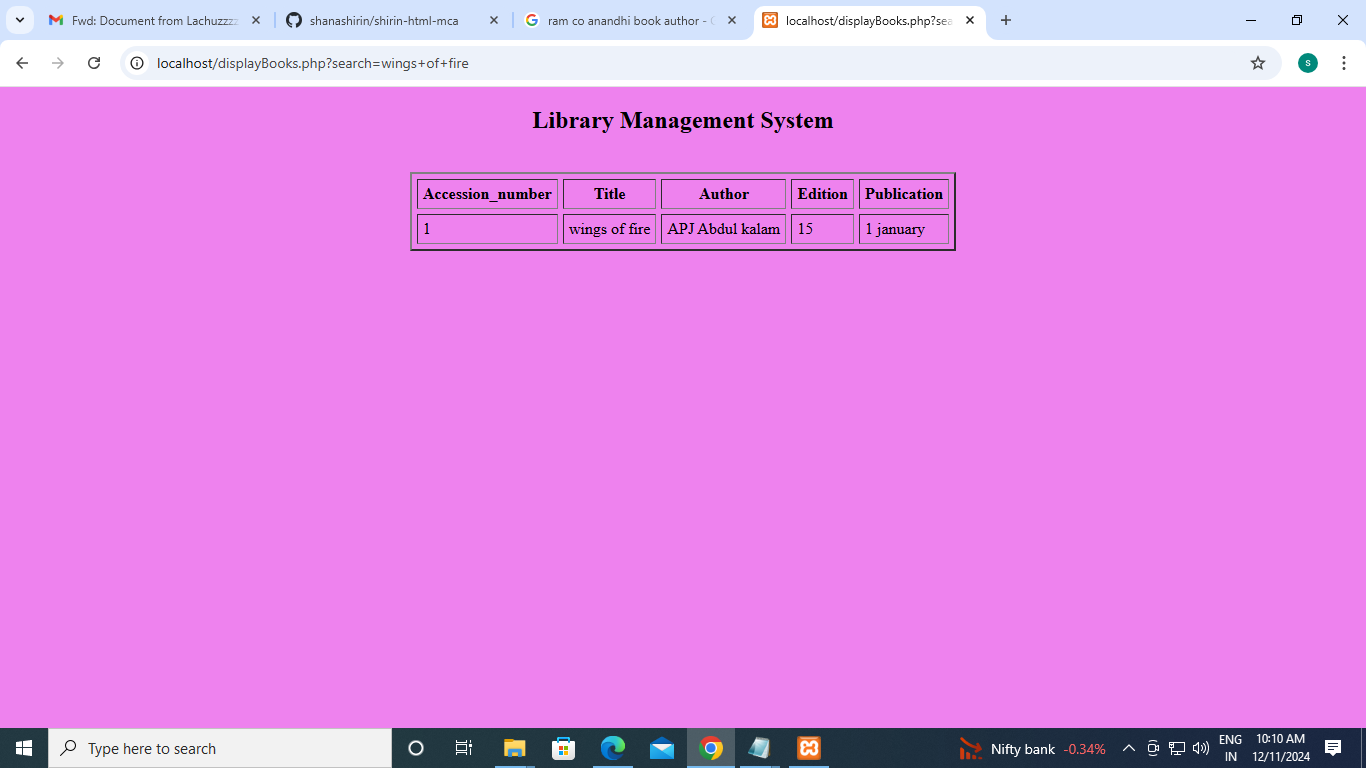 Fwd: Document from Lachuzzzz
shanashirin/shirin-html-mca
ram co anandhi book author - G
localhost/displayBooks.php?sea
localhost/displayBooks.php?search=wings+of+fire
s
Library Management System
Accession_number Title Author Edition Publication
1 wings of fire APJ Abdul kalam 15 1 january
Type here to search
Nifty bank -0.34%
ENG
IN
10:10 AM
12/11/2024